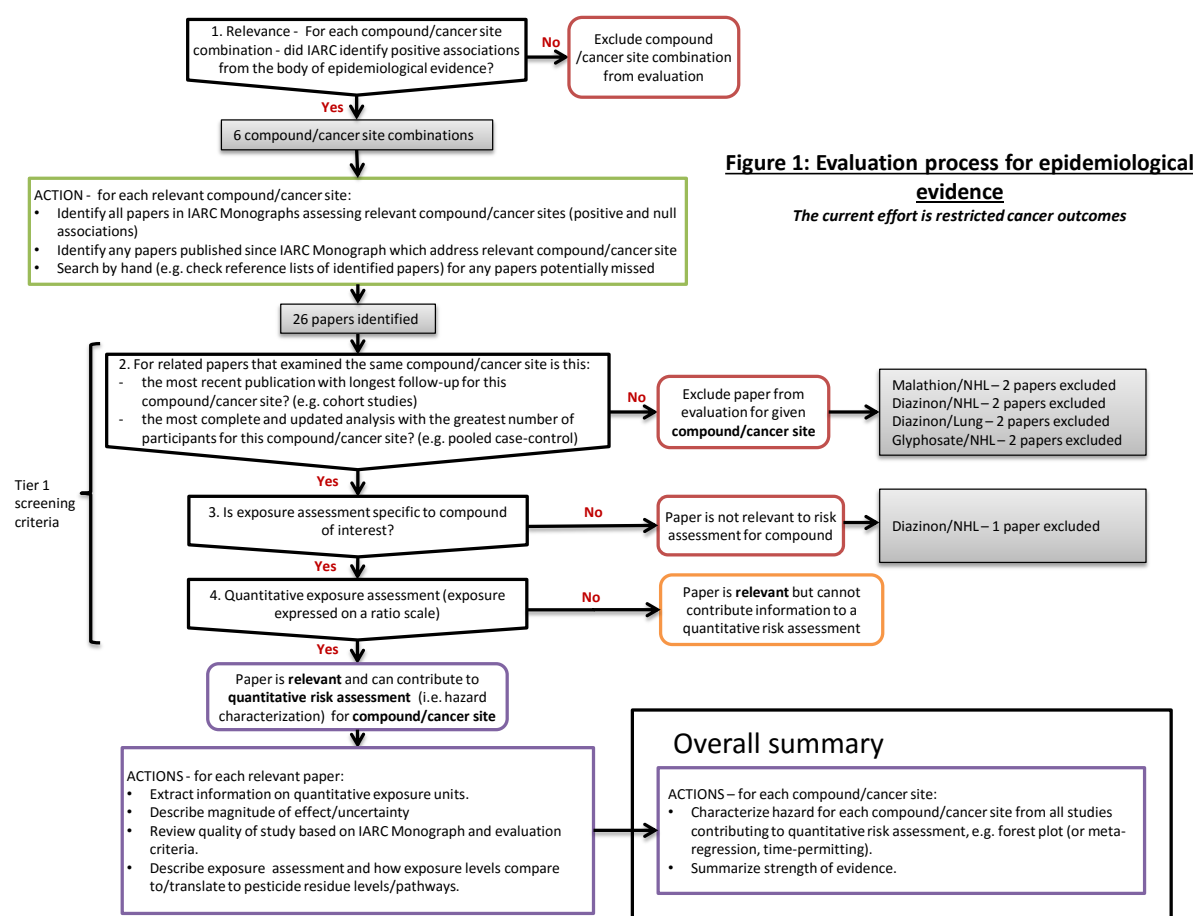 1. Relevance - For each compound/cancer site
combination - did IARC identify positive associations
from the body of epidemiological evidence?
No
Exclude compound
/cancer site combination
from evaluation
Yes
6 compound/cancer site combinations
Figure 1: Evaluation process for epidemiological
evidence
The current effort is restricted cancer outcomes
ACTION - for each relevant compound/cancer site:
• Identify all papers in IARC Monographs assessing relevant compound/cancer sites (positive and null
associations)
• Identify any papers published since IARC Monograph which address relevant compound/cancer site
• Search by hand (e.g. check reference lists of identified papers) for any papers potentially missed
26 papers identified
Tier 1
screening
criteria
2. For related papers that examined the same compound/cancer site is this:
- the most recent publication with longest follow-up for this
compound/cancer site? (e.g. cohort studies)
- the most complete and updated analysis with the greatest number of
participants for this compound/cancer site? (e.g. pooled case-control)
No
Exclude paper from
evaluation for given
compound/cancer site
Malathion/NHL– 2 papers excluded
Diazinon/NHL– 2 papers excluded
Diazinon/Lung – 2 papers excluded
Glyphosate/NHL– 2 papers excluded
Yes
3. Is exposure assessment specific to compound
of interest?
No
Paper is not relevant to risk
assessment for compound
Diazinon/NHL– 1 paper excluded
Yes
4. Quantitative exposure assessment (exposure
expressed on a ratio scale)
No
Paper is relevant but cannot
contribute information to a
quantitative risk assessment
Yes
Paper is relevant and can contribute to
quantitative risk assessment (i.e. hazard
characterization) for compound/cancer site
ACTIONS - for each relevant paper:
• Extract information on quantitative exposure units.
• Describe magnitude of effect/uncertainty
• Review quality of study based on IARC Monograph and evaluation
criteria.
• Describe exposure assessment and how exposure levels compare
to/translate to pesticide residue levels/pathways.
Overall summary
ACTIONS – for each compound/cancer site:
• Characterize hazard for each compound/cancer site from all studies
contributing to quantitative risk assessment, e.g. forest plot (or meta-
regression, time-permitting).
• Summarize strength of evidence.